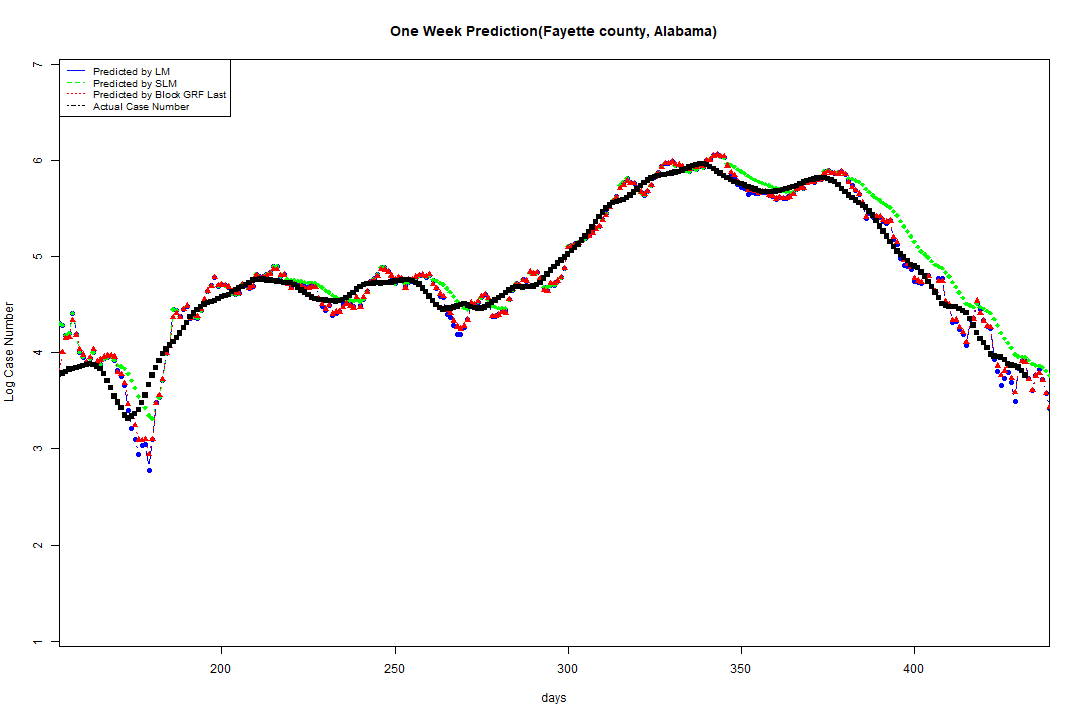 One Week Prediction(Fayette county, Alabama)
Predicted by LM
Predicted by SLM
Predicted by Block GRF Last
Actual Case Number
7
6
5
4
3
2
1
Log Case Number
200 250 300 350 400
days